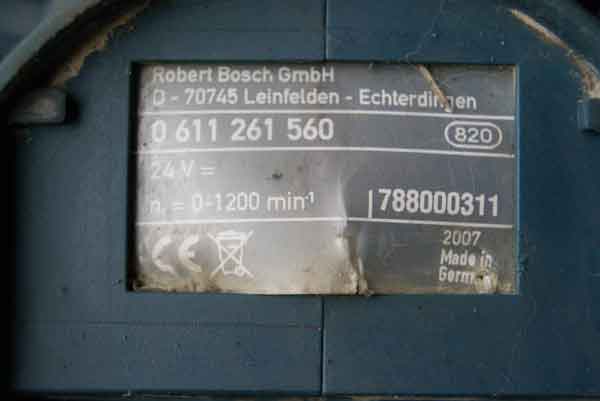 Robert Bosch GmbH
D - 70745 Leinfelden - Echterdingen
0 611 261 560 820
24 V =
n₀ = 0-1200 min⁻¹ 788000311
CE 2007
Made in
Germany